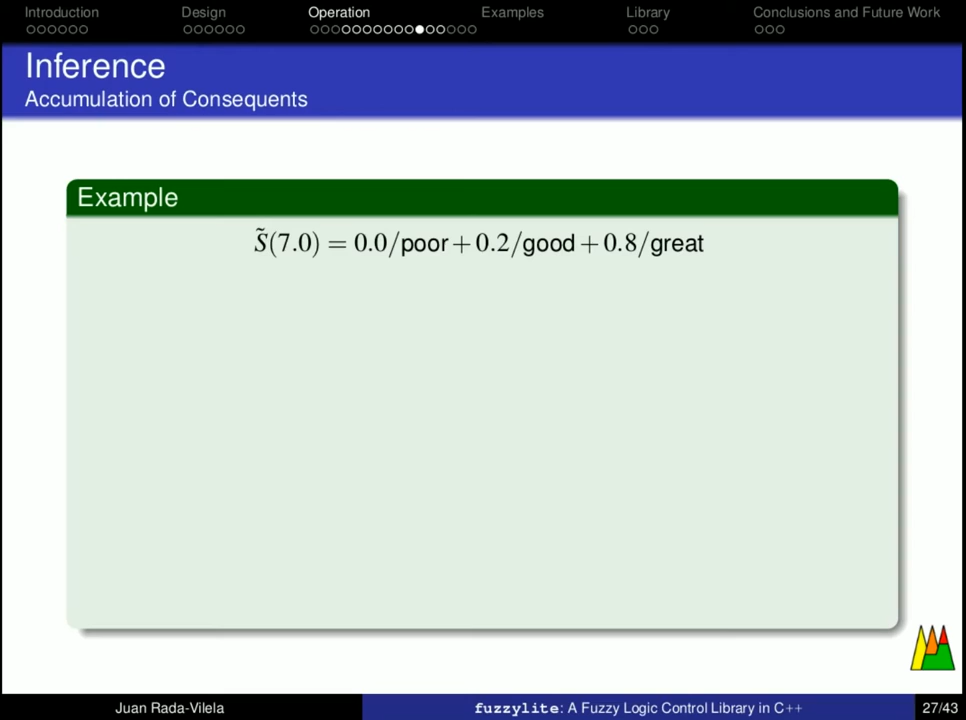 Introduction Design Operation Examples Library Conclusions and Future Work
Inference
Accumulation of Consequents
Example
S̃(7.0) = 0.0/poor + 0.2/good + 0.8/great
Juan Rada-Vilela fuzzylite: A Fuzzy Logic Control Library in C++ 27/43